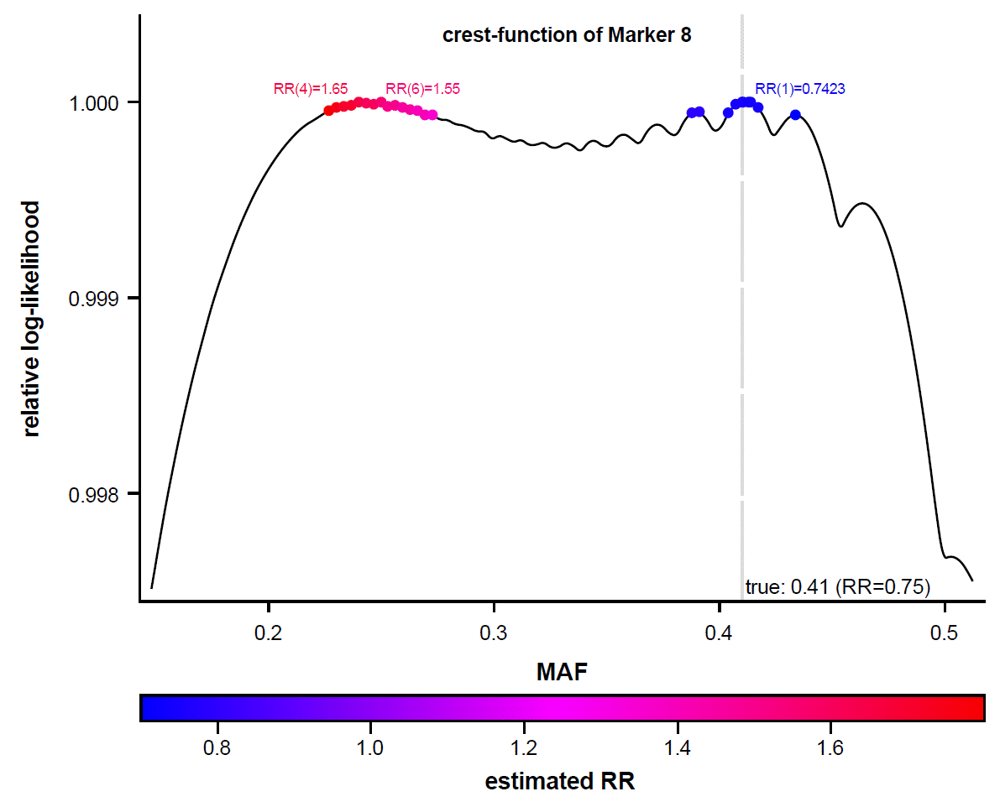 crest-function of Marker 8
RR(4)=1.65 RR(6)=1.55 RR(1)=0.7423
1.000
0.999
0.998
relative log-likelihood
true: 0.41 (RR=0.75)
0.2 0.3 0.4 0.5
MAF
0.8 1.0 1.2 1.4 1.6
estimated RR